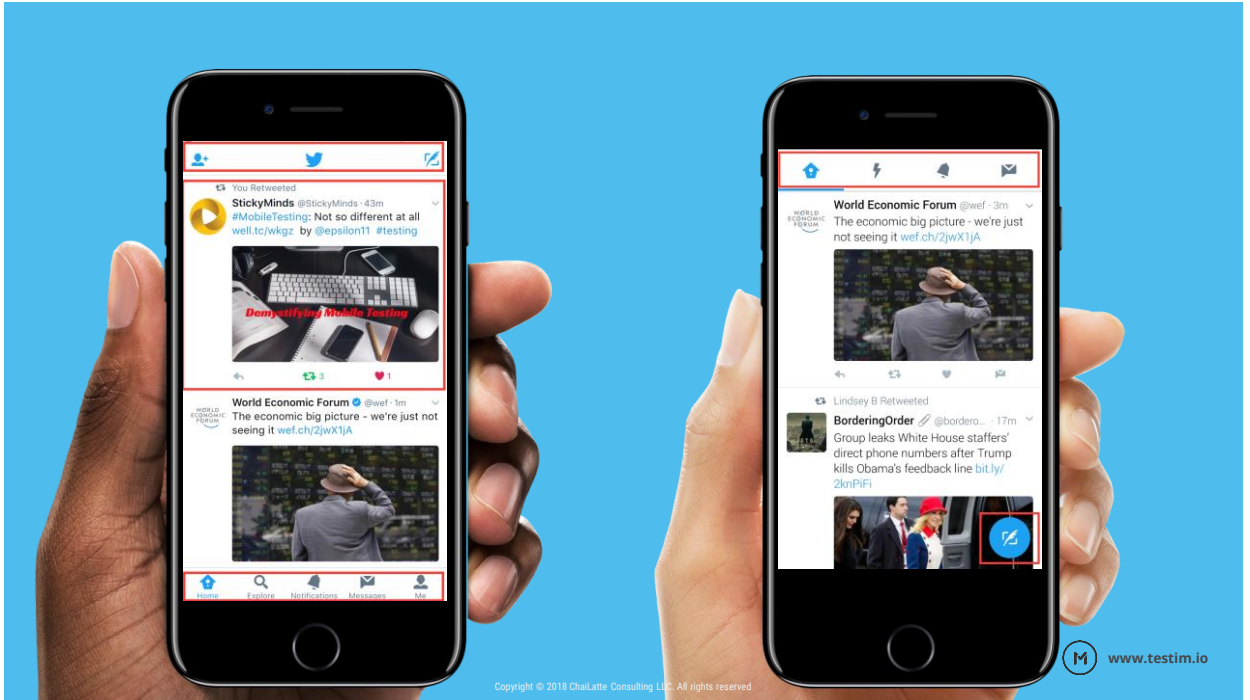 You Retweeted
StickyMinds @StickyMinds · 43m
#MobileTesting: Not so different at all
well.tc/wkgz by @epsilon11 #testing
Demystifying Mobile Testing
3 1
WORLD
ECONOMIC
FORUM
World Economic Forum @wef · 1m
The economic big picture - we're just not
seeing it wef.ch/2jwX1jA
Home Explore Notifications Messages Me
WORLD
ECONOMIC
FORUM
World Economic Forum @wef · 3m
The economic big picture - we're just
not seeing it wef.ch/2jwX1jA
Lindsey B Retweeted
BorderingOrder @bordero... · 17m
Group leaks White House staffers'
direct phone numbers after Trump
kills Obama's feedback line bit.ly/
2knPiFi
M www.testim.io
Copyright © 2018 ChaiLatte Consulting LLC. All rights reserved